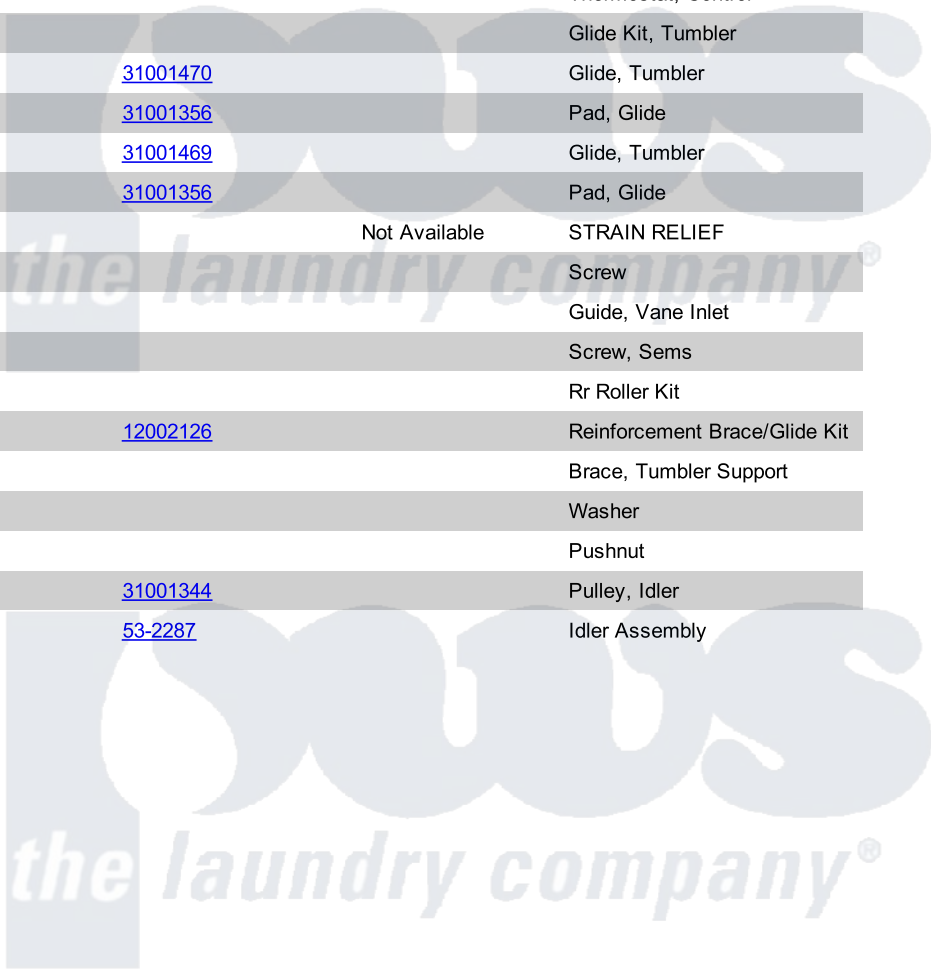 Glide Kit, Tumbler
31001470 Glide, Tumbler
31001356 Pad, Glide
31001469 Glide, Tumbler
31001356 Pad, Glide
Not Available STRAIN RELIEF
the laundry company®
Screw
Guide, Vane Inlet
Screw, Sems
Rr Roller Kit
12002126 Reinforcement Brace/Glide Kit
Brace, Tumbler Support
Washer
Pushnut
31001344 Pulley, Idler
53-2287 Idler Assembly
pws
the laundry company®